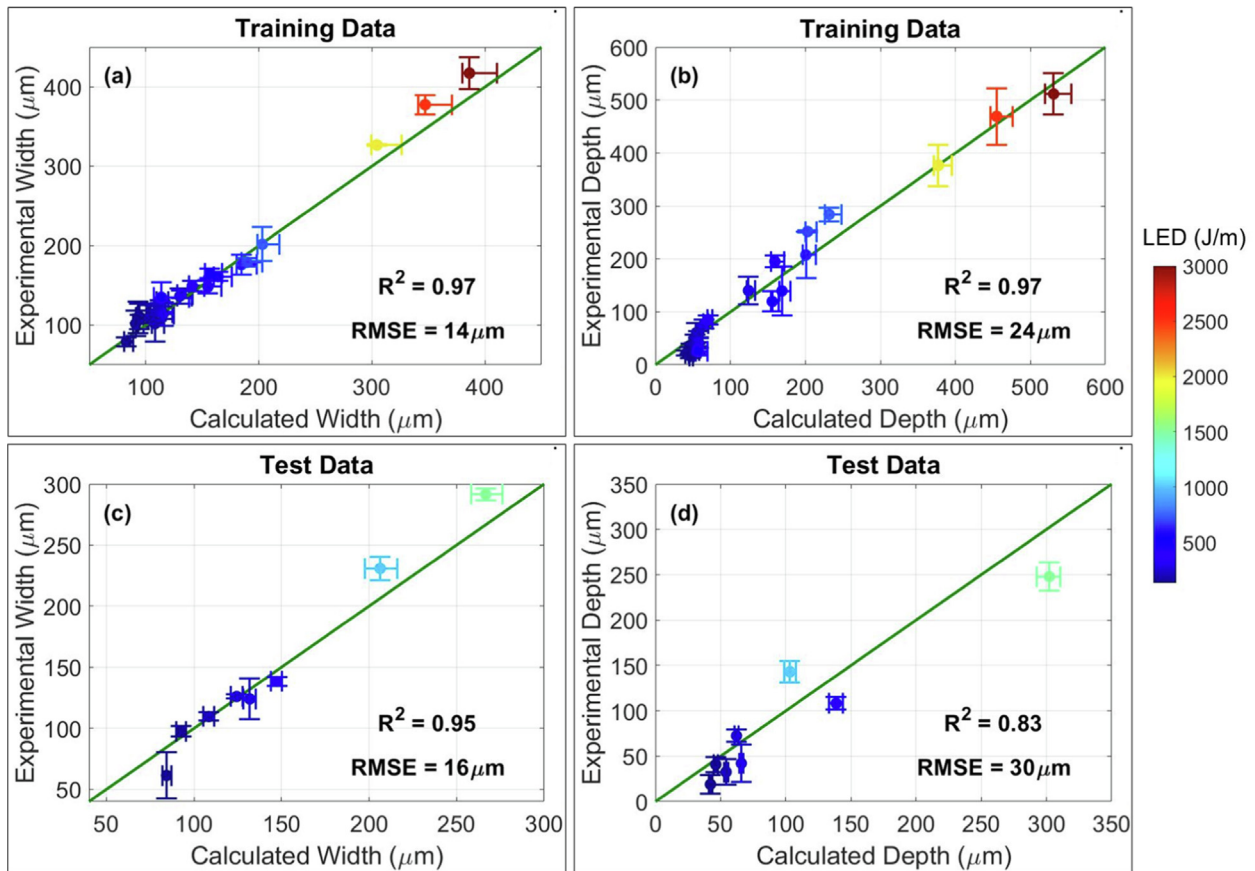 Training Data
(a)
Experimental Width (μm)
400
300
200
100
R² = 0.97
RMSE = 14μm
100
200
300
400
Calculated Width (μm)
Training Data
(b)
Experimental Depth (μm)
600
500
400
300
200
100
0
R² = 0.97
RMSE = 24μm
0
100
200
300
400
500
600
Calculated Depth (μm)
Test Data
(c)
Experimental Width (μm)
300
250
200
150
100
50
R² = 0.95
RMSE = 16μm
50
100
150
200
250
300
Calculated Width (μm)
Test Data
(d)
Experimental Depth (μm)
350
300
250
200
150
100
50
0
R² = 0.83
RMSE = 30μm
0
50
100
150
200
250
300
350
Calculated Depth (μm)
LED (J/m)
3000
2500
2000
1500
1000
500